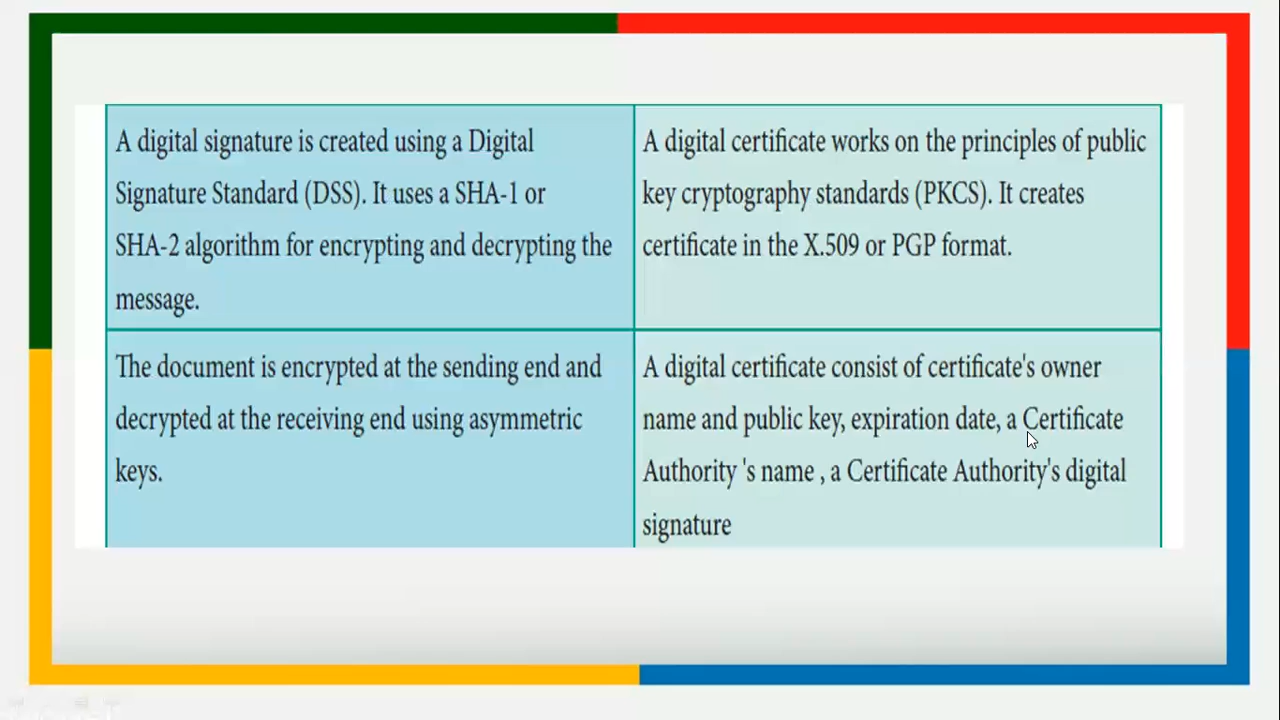 A digital signature is created using a Digital
Signature Standard (DSS). It uses a SHA-1 or
SHA-2 algorithm for encrypting and decrypting the
message.
A digital certificate works on the principles of public
key cryptography standards (PKCS). It creates
certificate in the X.509 or PGP format.
The document is encrypted at the sending end and
decrypted at the receiving end using asymmetric
keys.
A digital certificate consist of certificate's owner
name and public key, expiration date, a Certificate
Authority 's name , a Certificate Authority's digital
signature